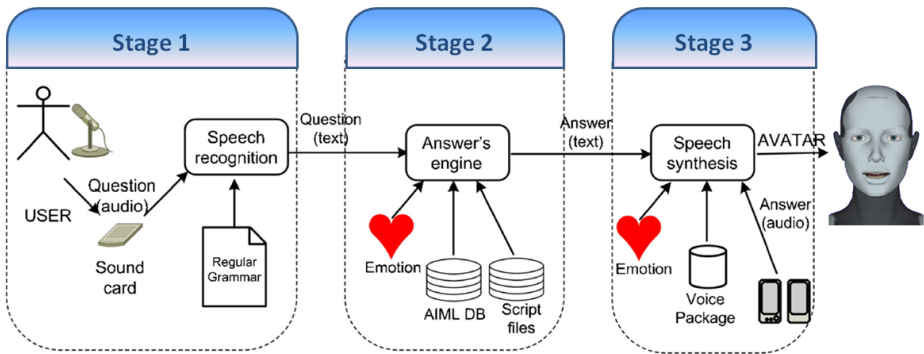 Stage 1
Stage 2
Stage 3
USER
Question
(audio)
Sound
card
Speech
recognition
Regular
Grammar
Question
(text)
Answer's
engine
Emotion
AIML DB
Script
files
Answer
(text)
Speech
synthesis
Emotion
Voice
Package
Answer
(audio)
AVATAR